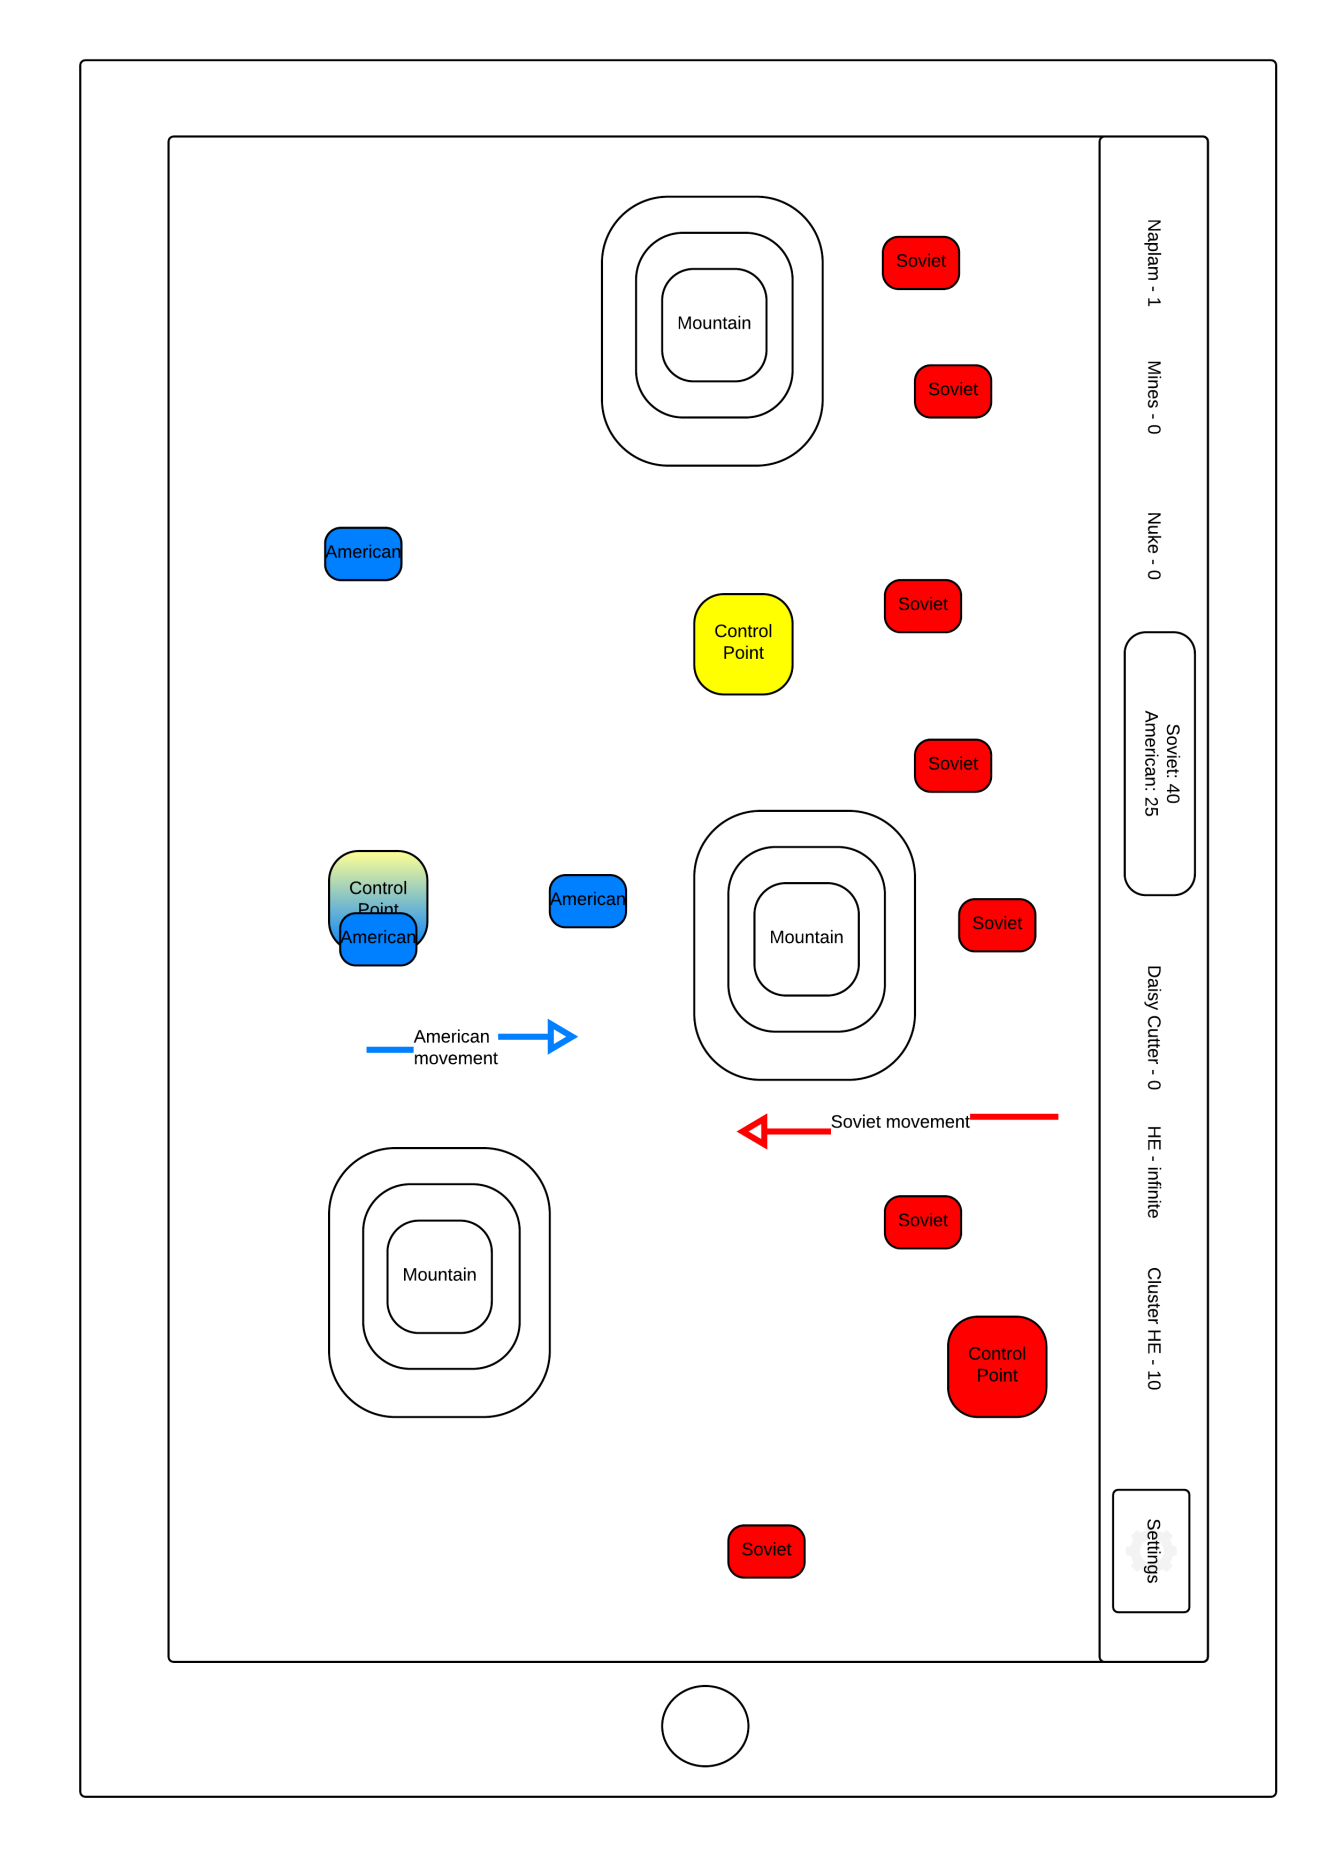 Mountain
Soviet
Soviet
American
Control
Point
Soviet
Soviet
Control
Point
American
American
Mountain
Soviet
American
movement
Soviet movement
Mountain
Soviet
Control
Point
Soviet
Naplam - 1
Mines - 0
Nuke - 0
Soviet: 40
American: 25
Daisy Cutter - 0
HE - infinite
Cluster HE - 10
Settings